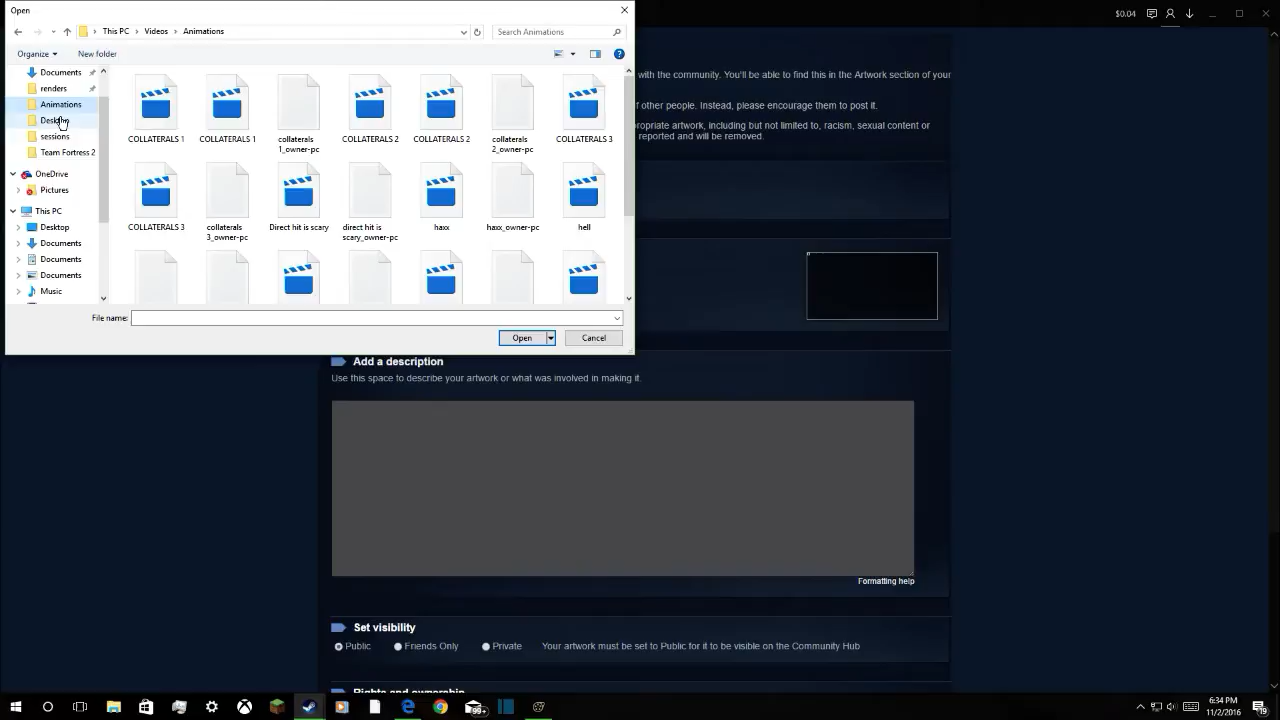 Open
$0.04
This PC > Videos > Animations
Search Animations
Organize
New folder
Documents
renders
Animations
Desktop
sessions
Team Fortress 2
OneDrive
Pictures
This PC
Desktop
Documents
Documents
Documents
Music
COLLATERALS 1
COLLATERALS 1
collaterals
1_owner-pc
COLLATERALS 2
COLLATERALS 2
collaterals
2_owner-pc
COLLATERALS 3
COLLATERALS 3
collaterals
3_owner-pc
Direct hit is scary
direct hit is
scary_owner-pc
haxx
haxx_owner-pc
hell
File name:
Open
Cancel
with the community. You'll be able to find this in the Artwork section of your
of other people. Instead, please encourage them to post it.
propriate artwork, including but not limited to, racism, sexual content or
reported and will be removed.
Add a description
Use this space to describe your artwork or what was involved in making it.
Formatting help
Set visibility
Public
Friends Only
Private
Your artwork must be set to Public for it to be visible on the Community Hub
Rights and ownership
99+
6:34 PM
11/2/2016